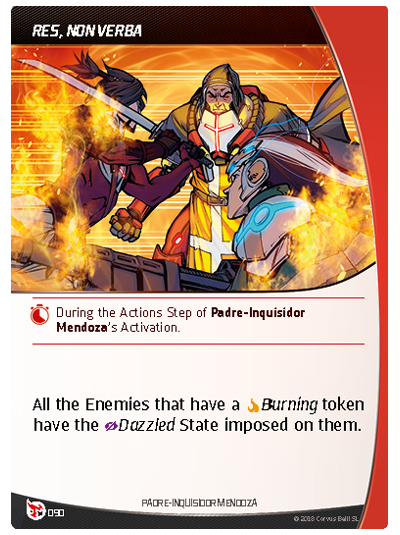 RES, NON VERBA
During the Actions Step of Padre-Inquisidor
Mendoza's Activation.
All the Enemies that have a Burning token
have the Dazzled State imposed on them.
PADRE-INQUISIDOR MENDOZA
090
© 2018 Corvus Belli SL